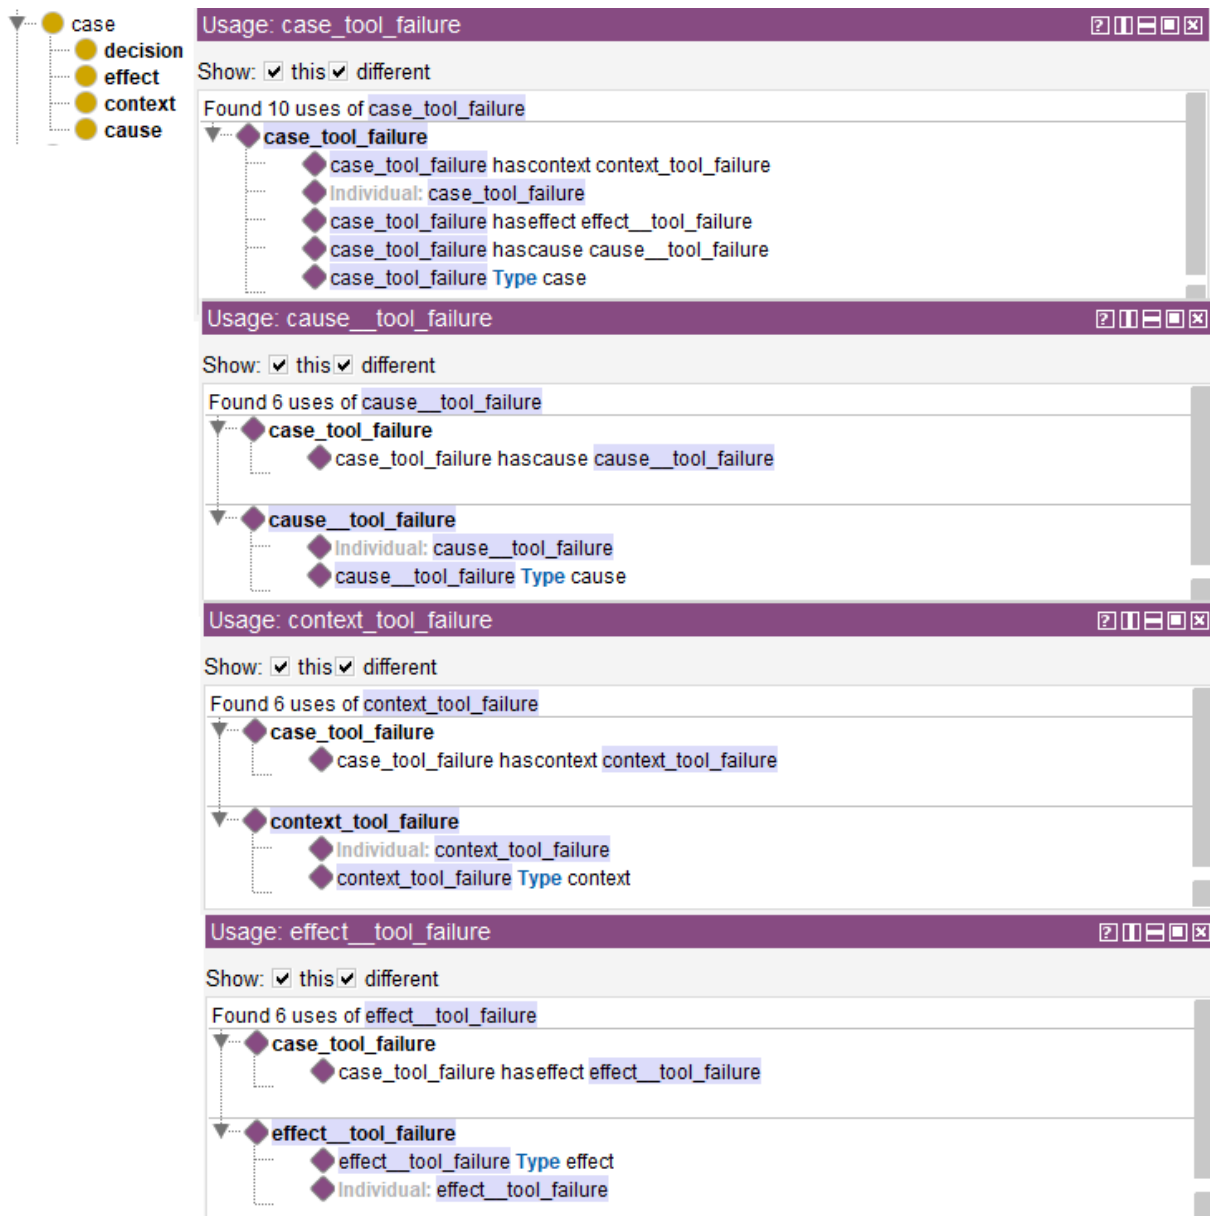 case
decision
effect
context
cause
Usage: case_tool_failure
Show: this different
Found 10 uses of case_tool_failure
case_tool_failure
case_tool_failure hascontext context_tool_failure
Individual: case_tool_failure
case_tool_failure haseffect effect__tool_failure
case_tool_failure hascause cause__tool_failure
case_tool_failure Type case
Usage: cause__tool_failure
Show: this different
Found 6 uses of cause__tool_failure
case_tool_failure
case_tool_failure hascause cause__tool_failure
cause__tool_failure
Individual: cause__tool_failure
cause__tool_failure Type cause
Usage: context_tool_failure
Show: this different
Found 6 uses of context_tool_failure
case_tool_failure
case_tool_failure hascontext context_tool_failure
context_tool_failure
Individual: context_tool_failure
context_tool_failure Type context
Usage: effect__tool_failure
Show: this different
Found 6 uses of effect__tool_failure
case_tool_failure
case_tool_failure haseffect effect__tool_failure
effect__tool_failure
effect__tool_failure Type effect
Individual: effect__tool_failure